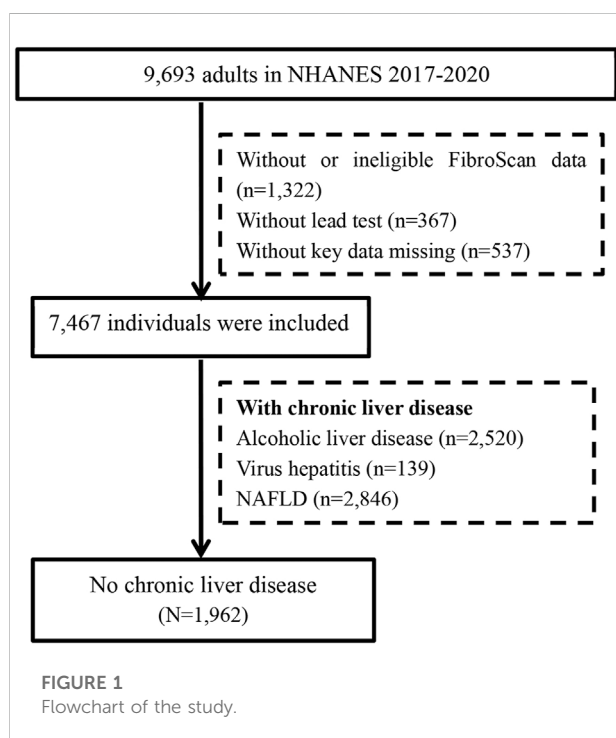 9,693 adults in NHANES 2017-2020
Without or ineligible FibroScan data
(n=1,322)
Without lead test (n=367)
Without key data missing (n=537)
7,467 individuals were included
With chronic liver disease
Alcoholic liver disease (n=2,520)
Virus hepatitis (n=139)
NAFLD (n=2,846)
No chronic liver disease
(N=1,962)
FIGURE 1
Flowchart of the study.